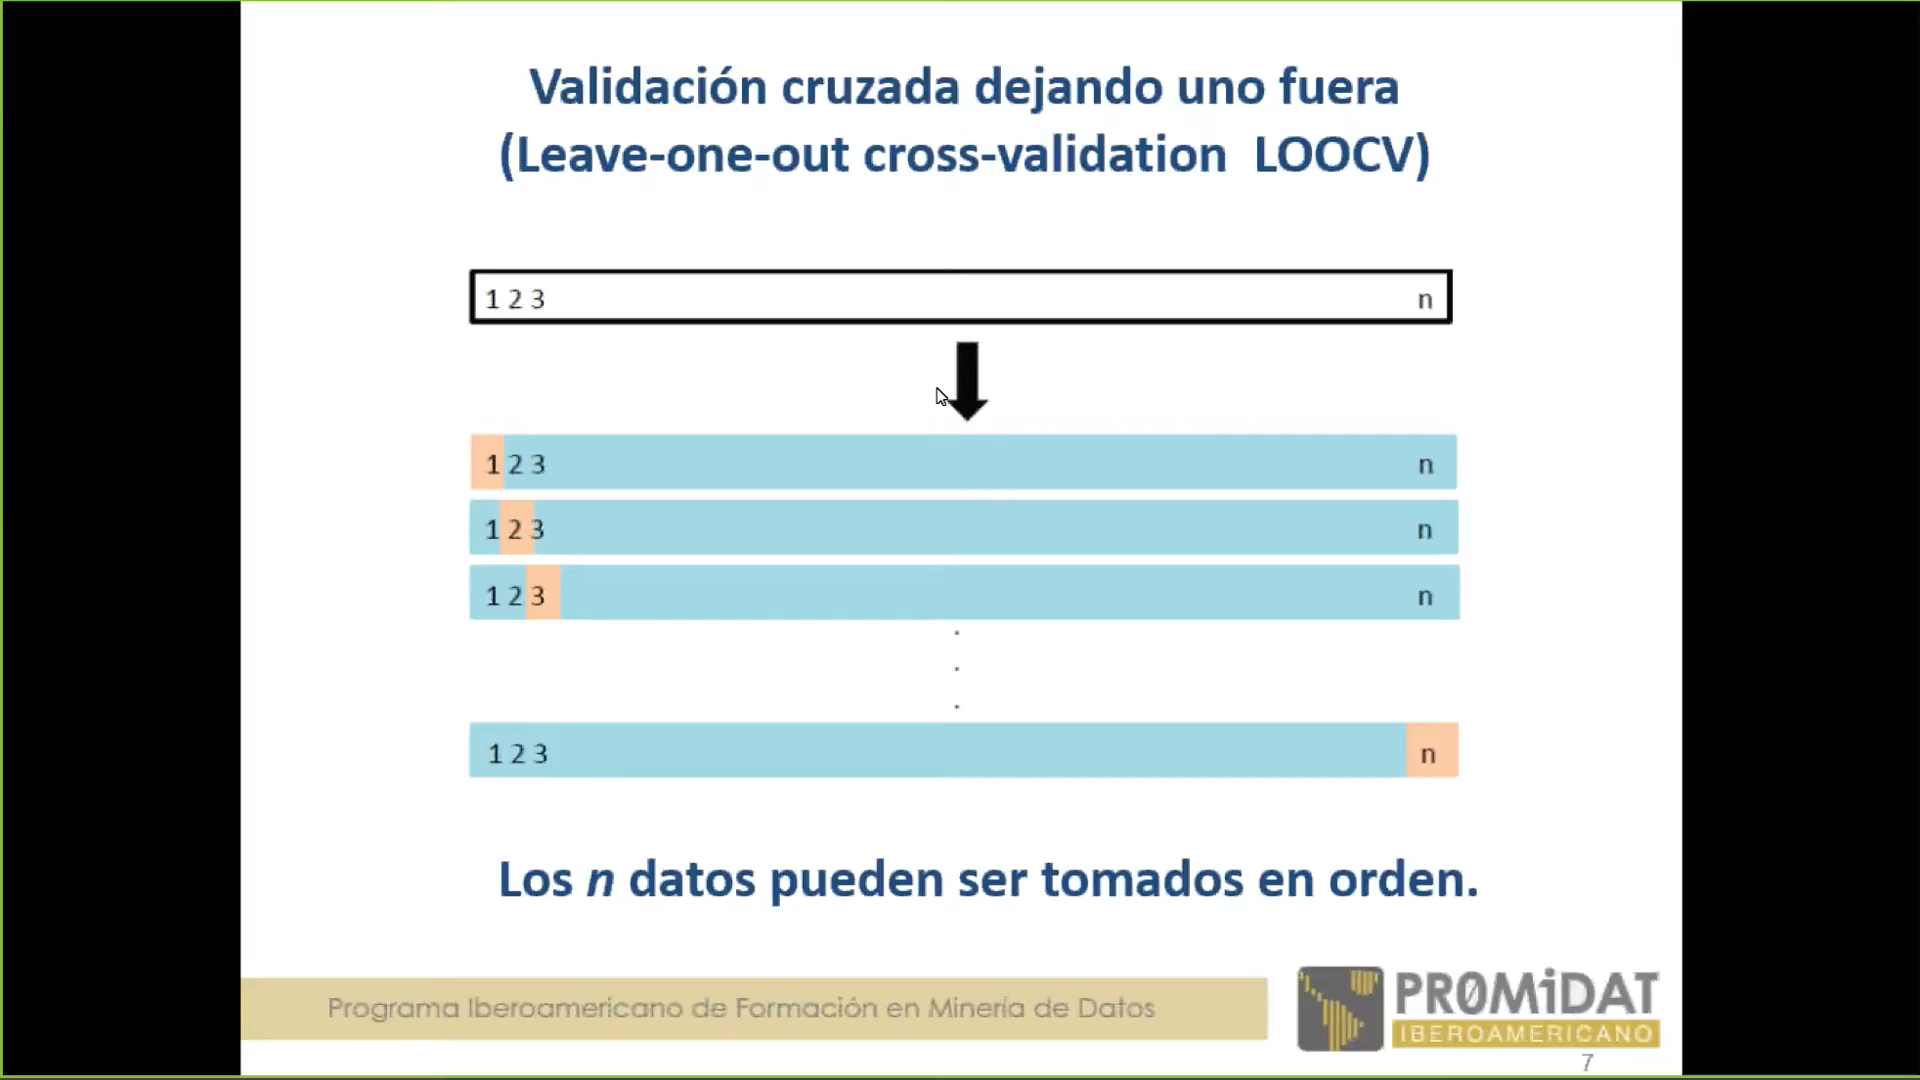 Validación cruzada dejando uno fuera
(Leave-one-out cross-validation LOOCV)
1 2 3 n
1 2 3 n
1 2 3 n
1 2 3 n
.
.
.
1 2 3 n
Los n datos pueden ser tomados en orden.
Programa Iberoamericano de Formación en Minería de Datos
PR0MiDAT
IBEROAMERICANO
7